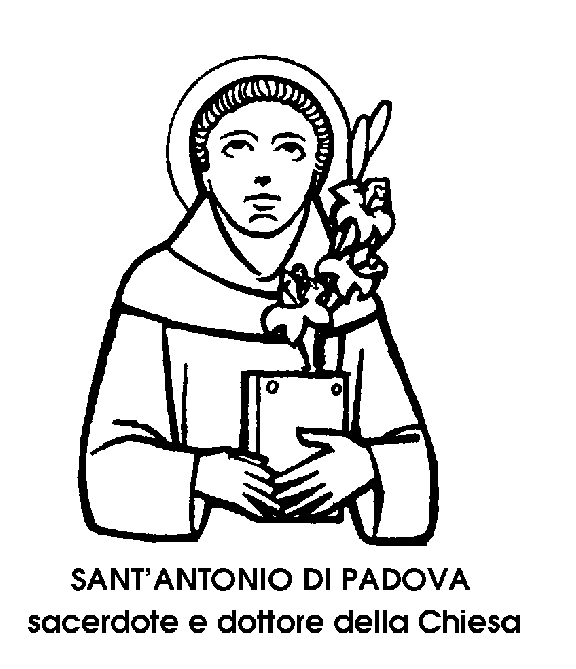 SANT'ANTONIO DI PADOVA
sacerdote e dottore della Chiesa